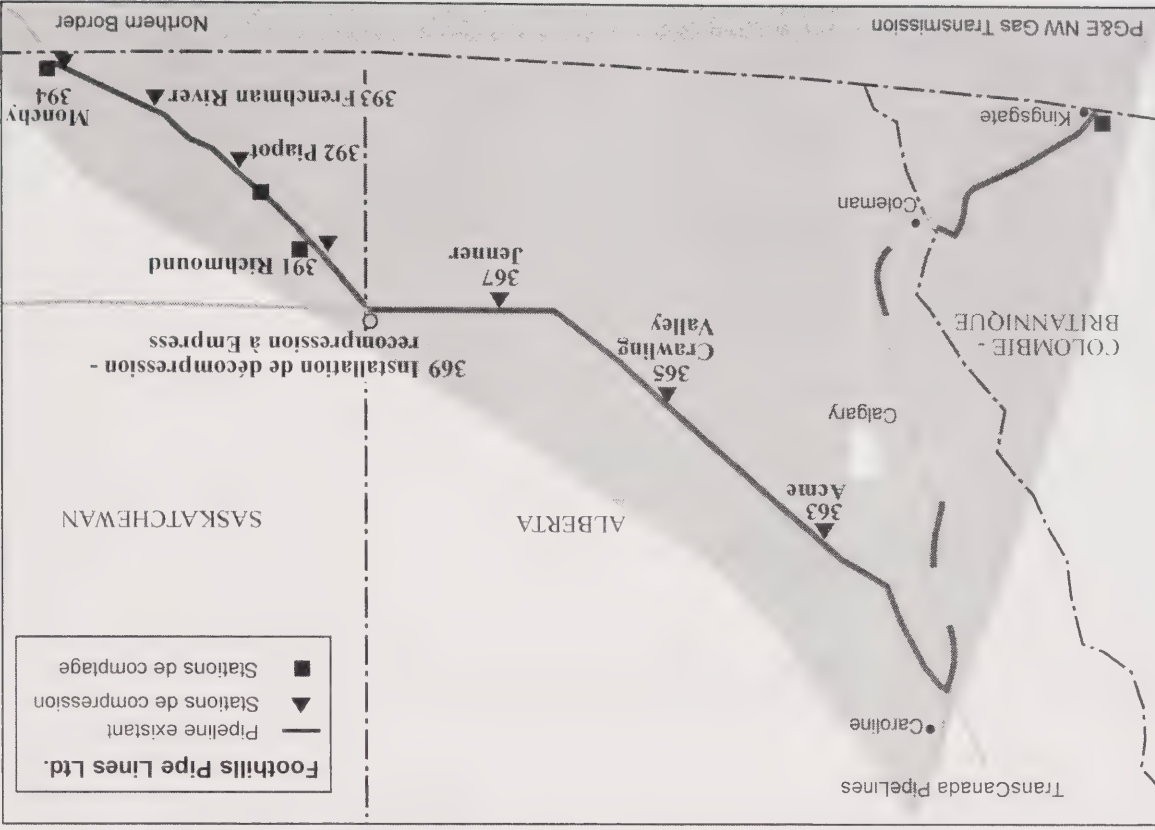 TransCanada PipeLines
Foothills Pipe Lines Ltd.
Pipeline existant
Stations de compression
Stations de comptage
Caroline
ALBERTA
SASKATCHEWAN
363
Acme
Calgary
365
Crawling
Valley
369 Installation de décompression -
recompression à Empress
COLOMBIE -
BRITANNIQUE
367
Jenner
391 Richmound
Coleman
392 Piapot
Kingsgate
393 Frenchman River
Monchy
394
PG&E NW Gas Transmission
Northern Border